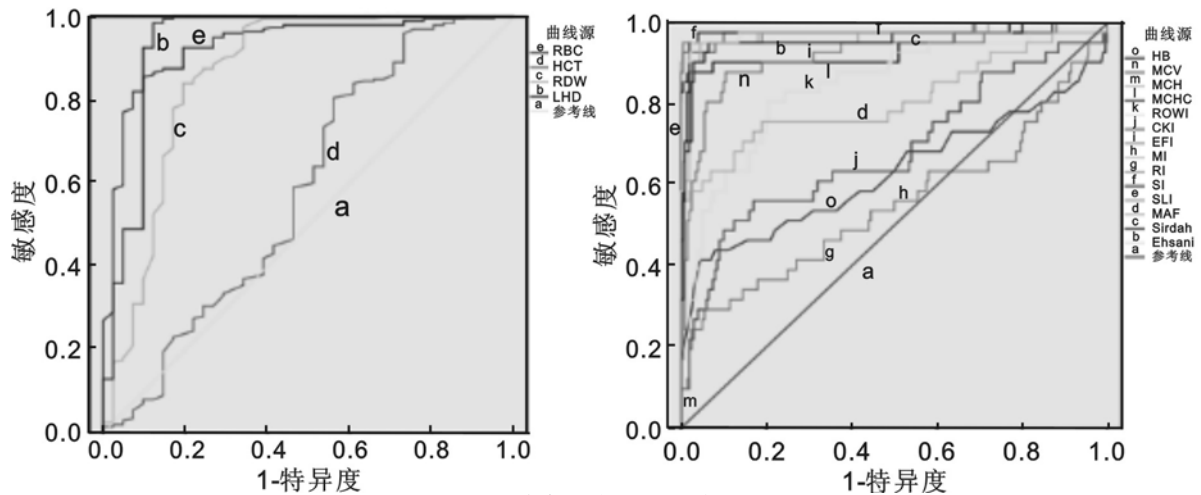 1.0
0.8
0.6
0.4
0.2
0.0
敏感度
0.0 0.2 0.4 0.6 0.8 1.0
1-特异度
b
e
c
d
a
曲线源
e RBC
d HCT
c RDW
b LHD
a 参考线
1.0
0.8
0.6
0.4
0.2
0.0
敏感度
0.0 0.2 0.4 0.6 0.8 1.0
1-特异度
f
b
i
c
n
l
k
d
e
j
o
h
g
a
m
曲线源
o HB
n MCV
m MCH
l MCHC
k ROWI
j CKI
i EFI
h MI
g RI
f SI
e SLI
d MAF
c Sirdah
b Ehsani
a 参考线